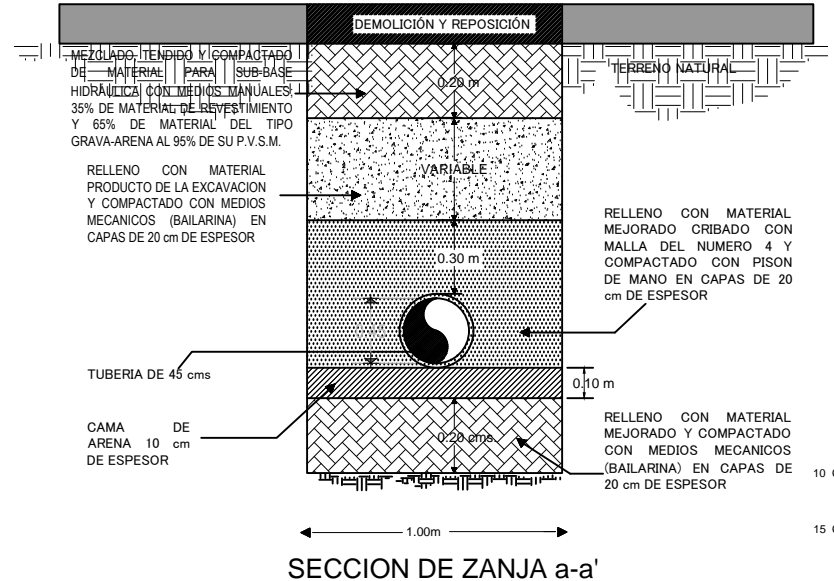 DEMOLICIÓN Y REPOSICIÓN
MEZCLADO, TENDIDO Y COMPACTADO
DE MATERIAL PARA SUB-BASE
HIDRÁULICA CON MEDIOS MANUALES,
35% DE MATERIAL DE REVESTIMIENTO
Y 65% DE MATERIAL DEL TIPO
GRAVA-ARENA AL 95% DE SU P.V.S.M.
0.20 m
TERRENO NATURAL
RELLENO CON MATERIAL
PRODUCTO DE LA EXCAVACION
Y COMPACTADO CON MEDIOS
MECANICOS (BAILARINA) EN
CAPAS DE 20 cm DE ESPESOR
VARIABLE
RELLENO CON MATERIAL
MEJORADO CRIBADO CON
MALLA DEL NUMERO 4 Y
COMPACTADO CON PISON
DE MANO EN CAPAS DE 20
cm DE ESPESOR
0.30 m
TUBERIA DE 45 cms
0.10 m
CAMA DE
ARENA 10 cm
DE ESPESOR
0.20 cms.
RELLENO CON MATERIAL
MEJORADO Y COMPACTADO
CON MEDIOS MECANICOS
(BAILARINA) EN CAPAS DE
20 cm DE ESPESOR
10
15
1.00m
SECCION DE ZANJA a-a'